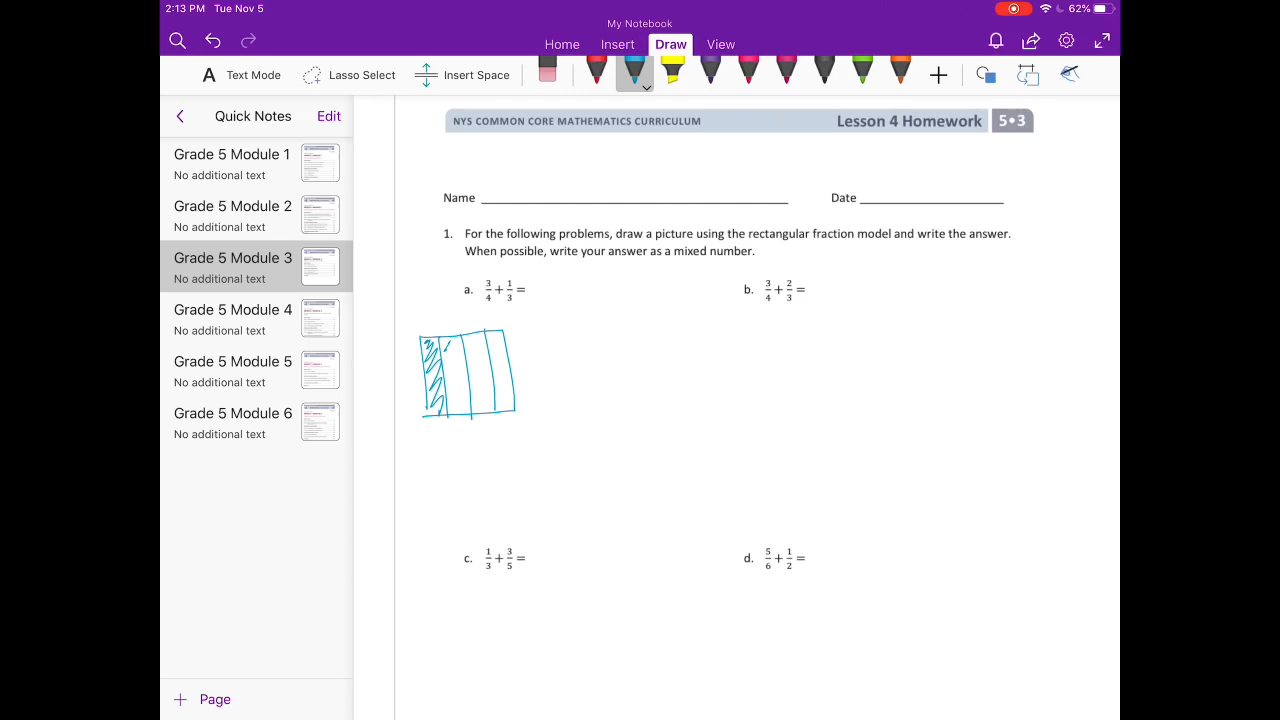 2:13 PM Tue Nov 5
62%
My Notebook
Home Insert Draw View
A Text Mode Lasso Select Insert Space
Quick Notes Edit
Grade 5 Module 1
No additional text
Grade 5 Module 2
No additional text
Grade 5 Module 3
No additional text
Grade 5 Module 4
No additional text
Grade 5 Module 5
No additional text
Grade 5 Module 6
No additional text
Page
NYS COMMON CORE MATHEMATICS CURRICULUM Lesson 4 Homework 5•3
Name Date
1. For the following problems, draw a picture using the rectangular fraction model and write the answer.
When possible, write your answer as a mixed number.
a. 3/4 + 1/3 = b. 3/4 + 2/3 =
c. 1/3 + 3/5 = d. 5/6 + 1/2 =